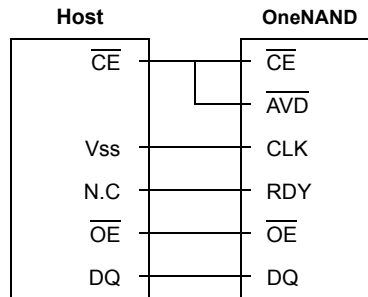 Host OneNAND
CE CE
AVD
Vss CLK
N.C RDY
OE OE
DQ DQ